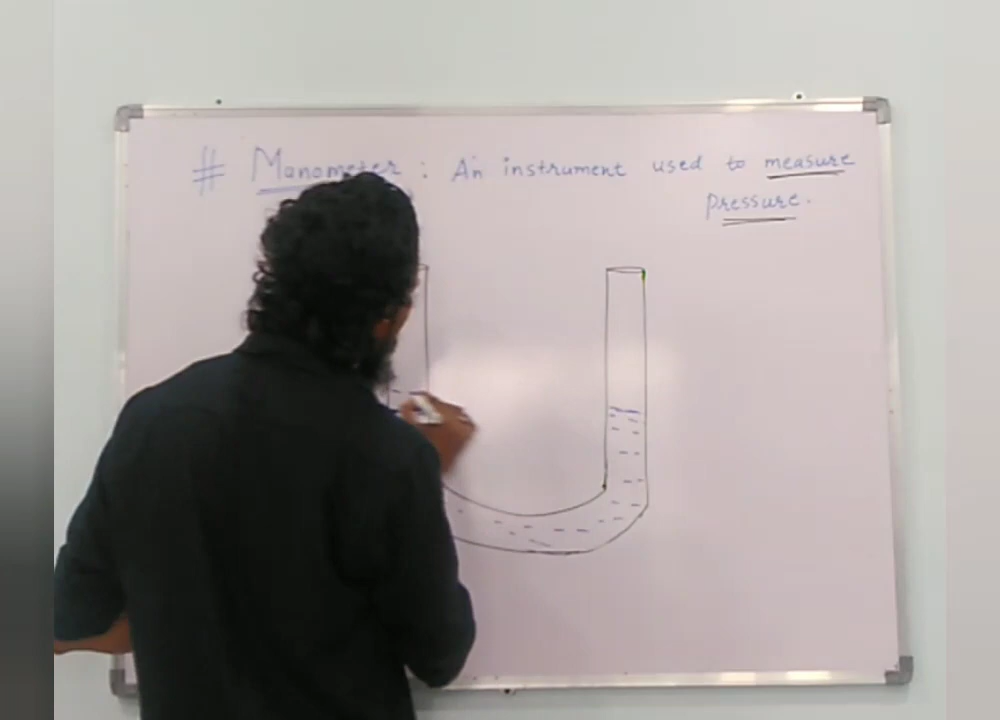 # Manometer : An instrument used to measure
pressure.